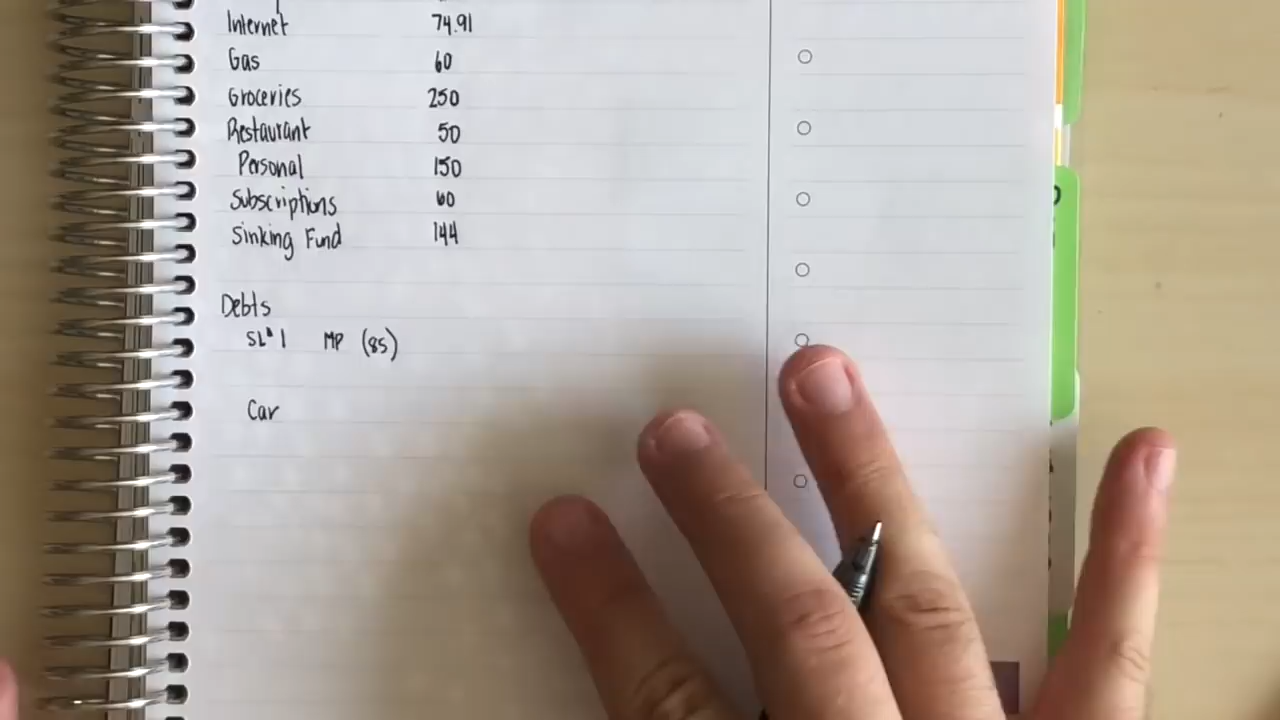 Internet 74.91
Gas 60
Groceries 250
Restaurant 50
Personal 150
Subscriptions 60
Sinking Fund 144
Debts
SL#1 MP (85)
Car